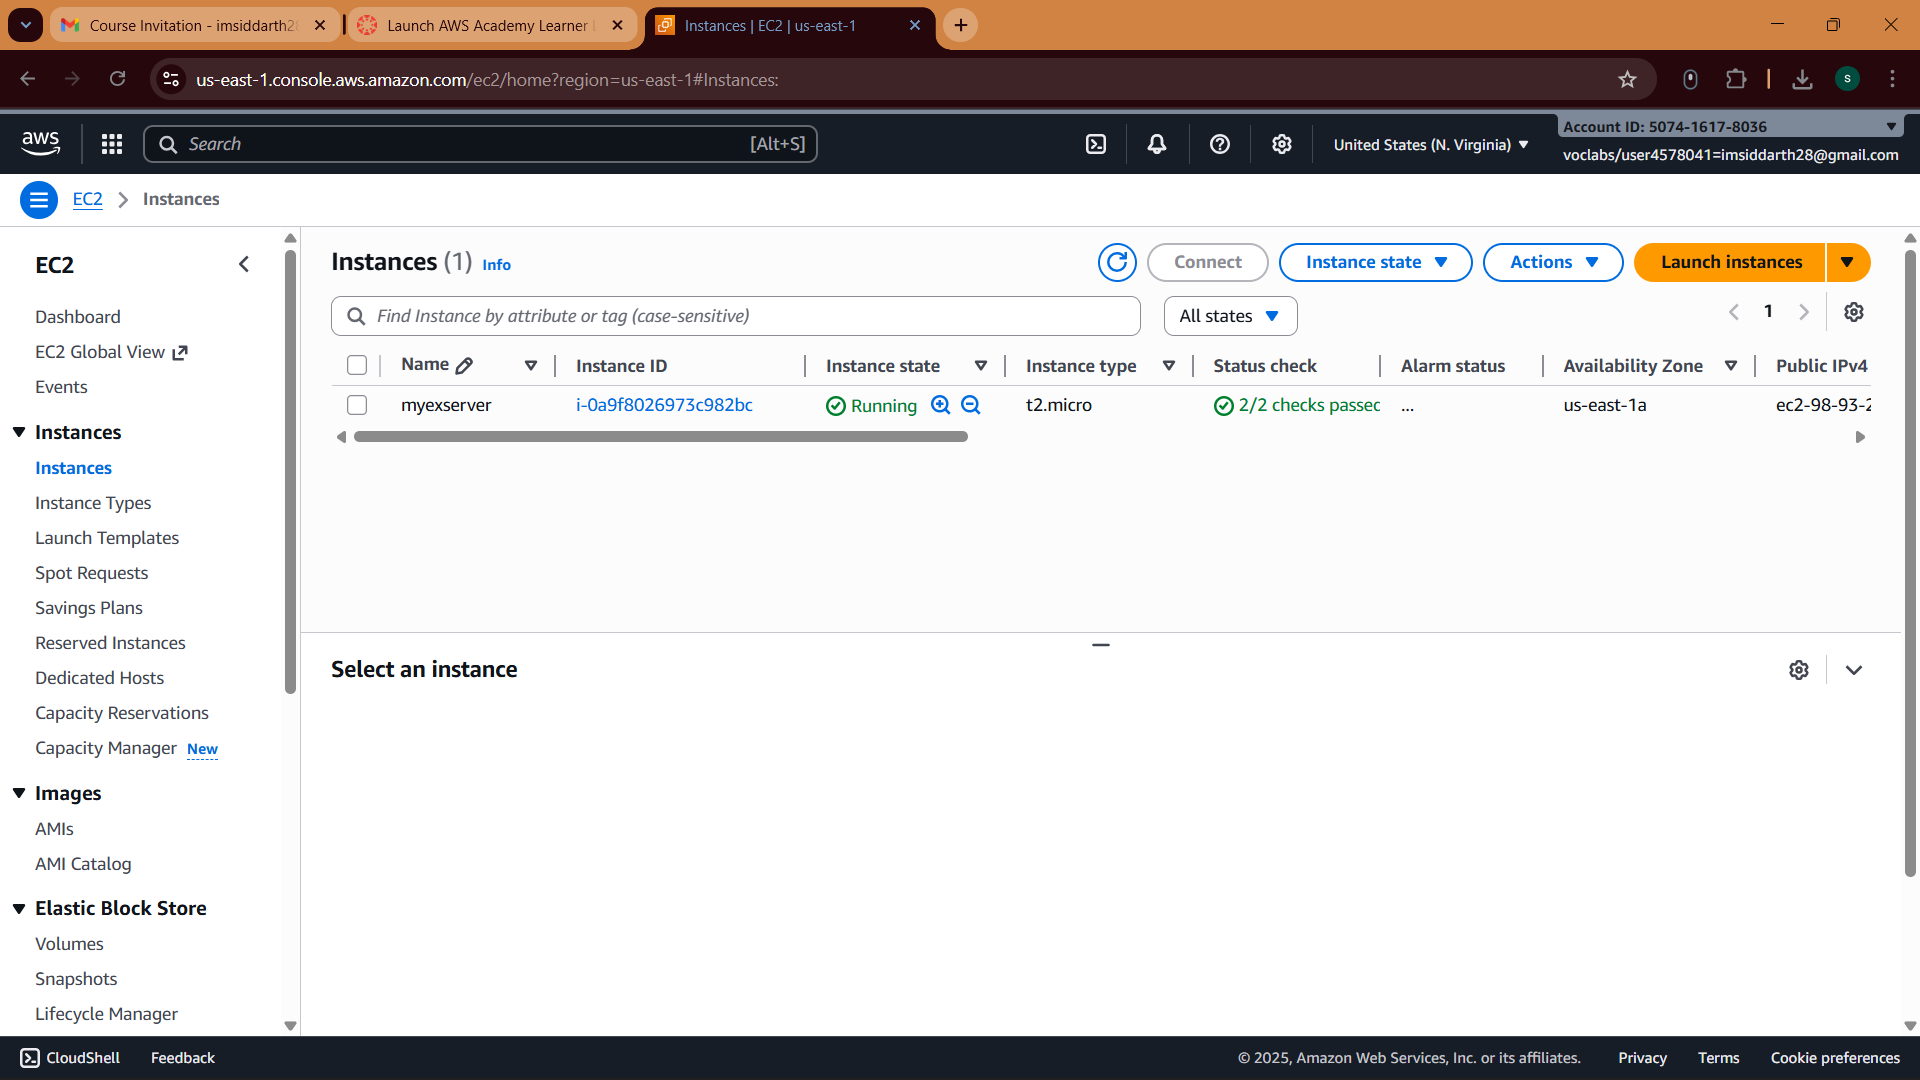 Course Invitation - imsiddarth28
Launch AWS Academy Learner L
Instances | EC2 | us-east-1
us-east-1.console.aws.amazon.com/ec2/home?region=us-east-1#Instances:
S
aws
Search
[Alt+S]
United States (N. Virginia)
Account ID: 5074-1617-8036
voclabs/user4578041=imsiddarth28@gmail.com
EC2
Instances
EC2
Dashboard
EC2 Global View
Events
Instances
Instances
Instance Types
Launch Templates
Spot Requests
Savings Plans
Reserved Instances
Dedicated Hosts
Capacity Reservations
Capacity Manager New
Images
AMIs
AMI Catalog
Elastic Block Store
Volumes
Snapshots
Lifecycle Manager
Instances (1) Info
Connect
Instance state
Actions
Launch instances
Find Instance by attribute or tag (case-sensitive)
All states
1
Name Instance ID Instance state Instance type Status check Alarm status Availability Zone Public IPv4
myexserver i-0a9f8026973c982bc Running t2.micro 2/2 checks passed ... us-east-1a ec2-98-93-2
Select an instance
CloudShell Feedback
© 2025, Amazon Web Services, Inc. or its affiliates. Privacy Terms Cookie preferences